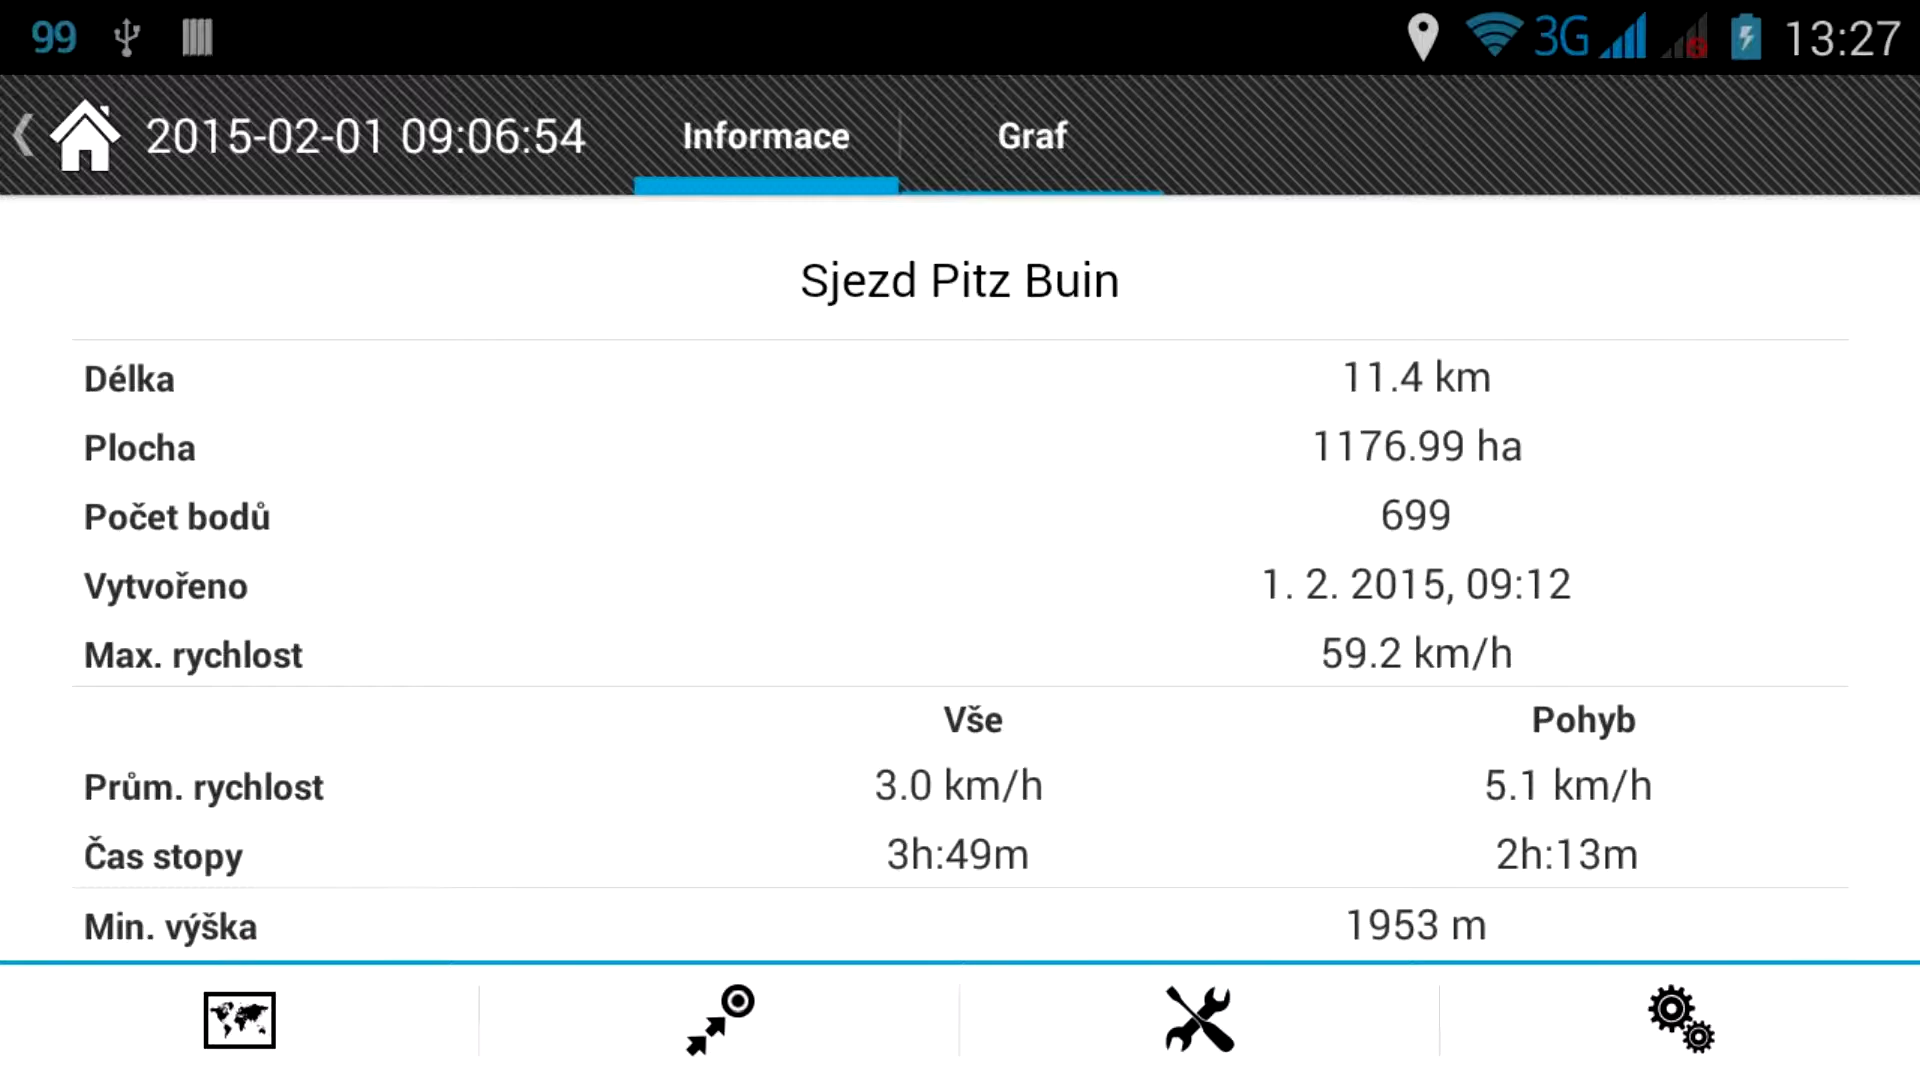 99 3G 13:27
2015-02-01 09:06:54 Informace Graf
Sjezd Pitz Buin
Délka 11.4 km
Plocha 1176.99 ha
Počet bodů 699
Vytvořeno 1. 2. 2015, 09:12
Max. rychlost 59.2 km/h
Vše Pohyb
Prům. rychlost 3.0 km/h 5.1 km/h
Čas stopy 3h:49m 2h:13m
Min. výška 1953 m